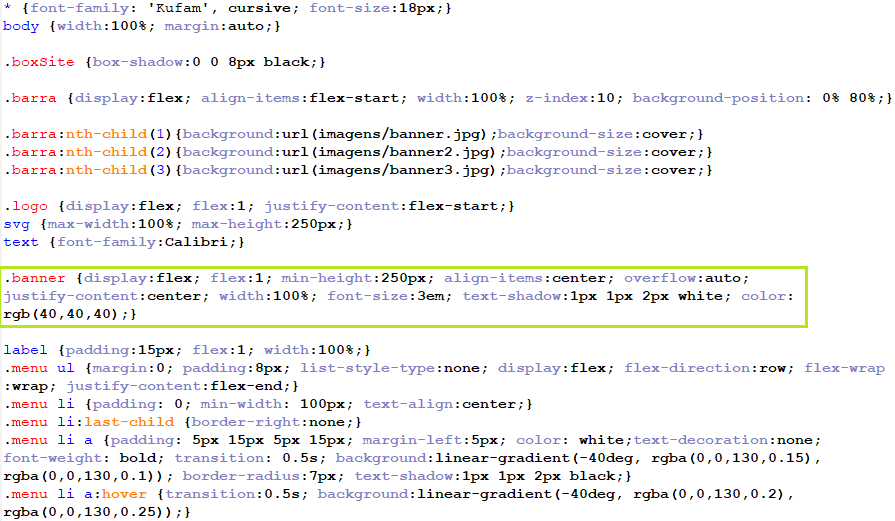 * {font-family: 'Kufam', cursive; font-size:18px;}
body {width:100%; margin:auto;}
.boxSite {box-shadow:0 0 8px black;}
.barra {display:flex; align-items:flex-start; width:100%; z-index:10; background-position: 0% 80%;}
.barra:nth-child(1){background:url(imagens/banner.jpg);background-size:cover;}
.barra:nth-child(2){background:url(imagens/banner2.jpg);background-size:cover;}
.barra:nth-child(3){background:url(imagens/banner3.jpg);background-size:cover;}
.logo {display:flex; flex:1; justify-content:flex-start;}
svg {max-width:100%; max-height:250px;}
text {font-family:Calibri;}
.banner {display:flex; flex:1; min-height:250px; align-items:center; overflow:auto;
justify-content:center; width:100%; font-size:3em; text-shadow:1px 1px 2px white; color:
rgb(40,40,40);}
label {padding:15px; flex:1; width:100%;}
.menu ul {margin:0; padding:8px; list-style-type:none; display:flex; flex-direction:row; flex-wrap
:wrap; justify-content:flex-end;}
.menu li {padding: 0; min-width: 100px; text-align:center;}
.menu li:last-child {border-right:none;}
.menu li a {padding: 5px 15px 5px 15px; margin-left:5px; color: white;text-decoration:none;
font-weight: bold; transition: 0.5s; background:linear-gradient(-40deg, rgba(0,0,130,0.15),
rgba(0,0,130,0.1)); border-radius:7px; text-shadow:1px 1px 2px black;}
.menu li a:hover {transition:0.5s; background:linear-gradient(-40deg, rgba(0,0,130,0.2),
rgba(0,0,130,0.25));}